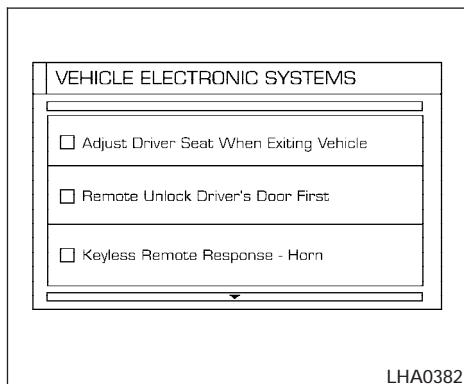 VEHICLE ELECTRONIC SYSTEMS
Adjust Driver Seat When Exiting Vehicle
Remote Unlock Driver's Door First
Keyless Remote Response - Horn
LHA0382